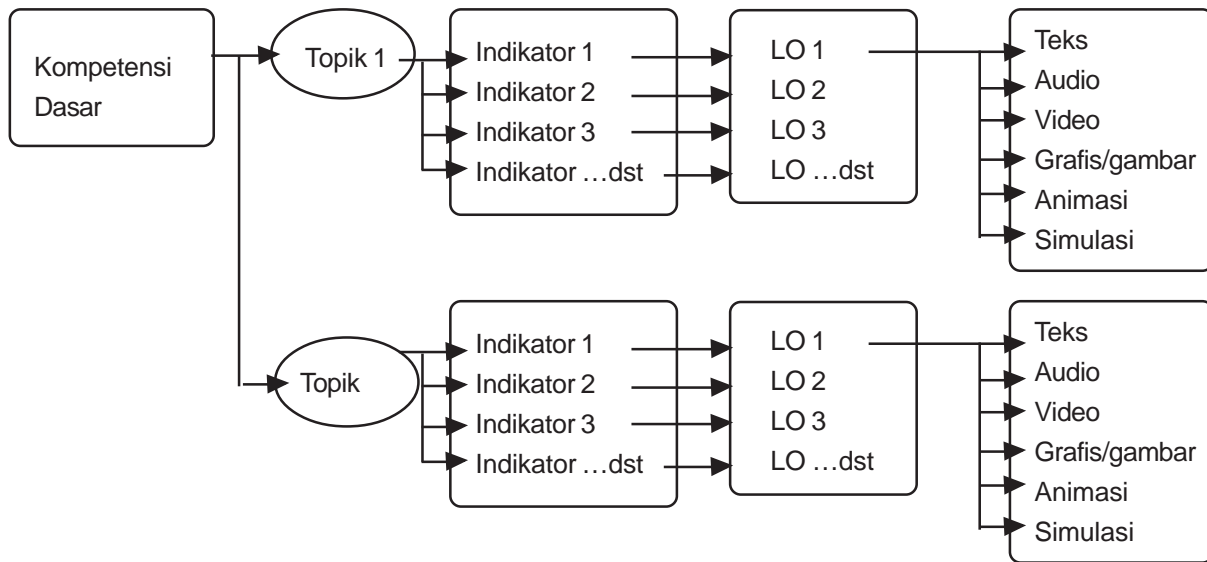 Kompetensi
Dasar
Topik 1
Indikator 1
Indikator 2
Indikator 3
Indikator …dst
LO 1
LO 2
LO 3
LO …dst
Teks
Audio
Video
Grafis/gambar
Animasi
Simulasi
Topik
Indikator 1
Indikator 2
Indikator 3
Indikator …dst
LO 1
LO 2
LO 3
LO …dst
Teks
Audio
Video
Grafis/gambar
Animasi
Simulasi